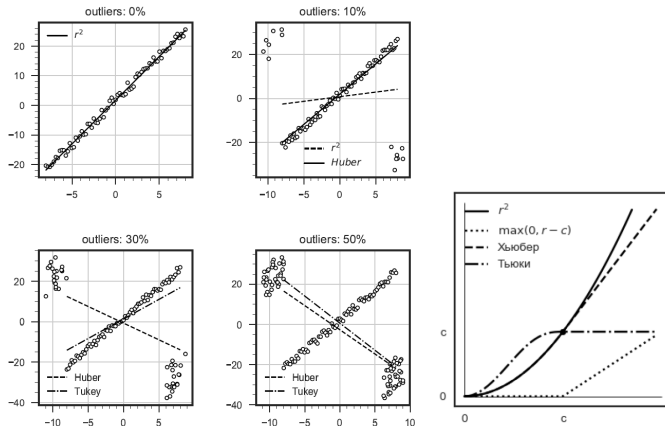 outliers: 0%
r²
20
10
0
−10
−20
−5
0
5
outliers: 10%
20
0
−20
r²
Huber
−10
−5
0
5
outliers: 30%
20
0
−20
−40
Huber
Tukey
−10
−5
0
5
outliers: 50%
20
0
−20
−40
Huber
Tukey
−10
−5
0
5
10
r²
max(0, r − c)
Хьюбер
Тьюки
c
0
0
c